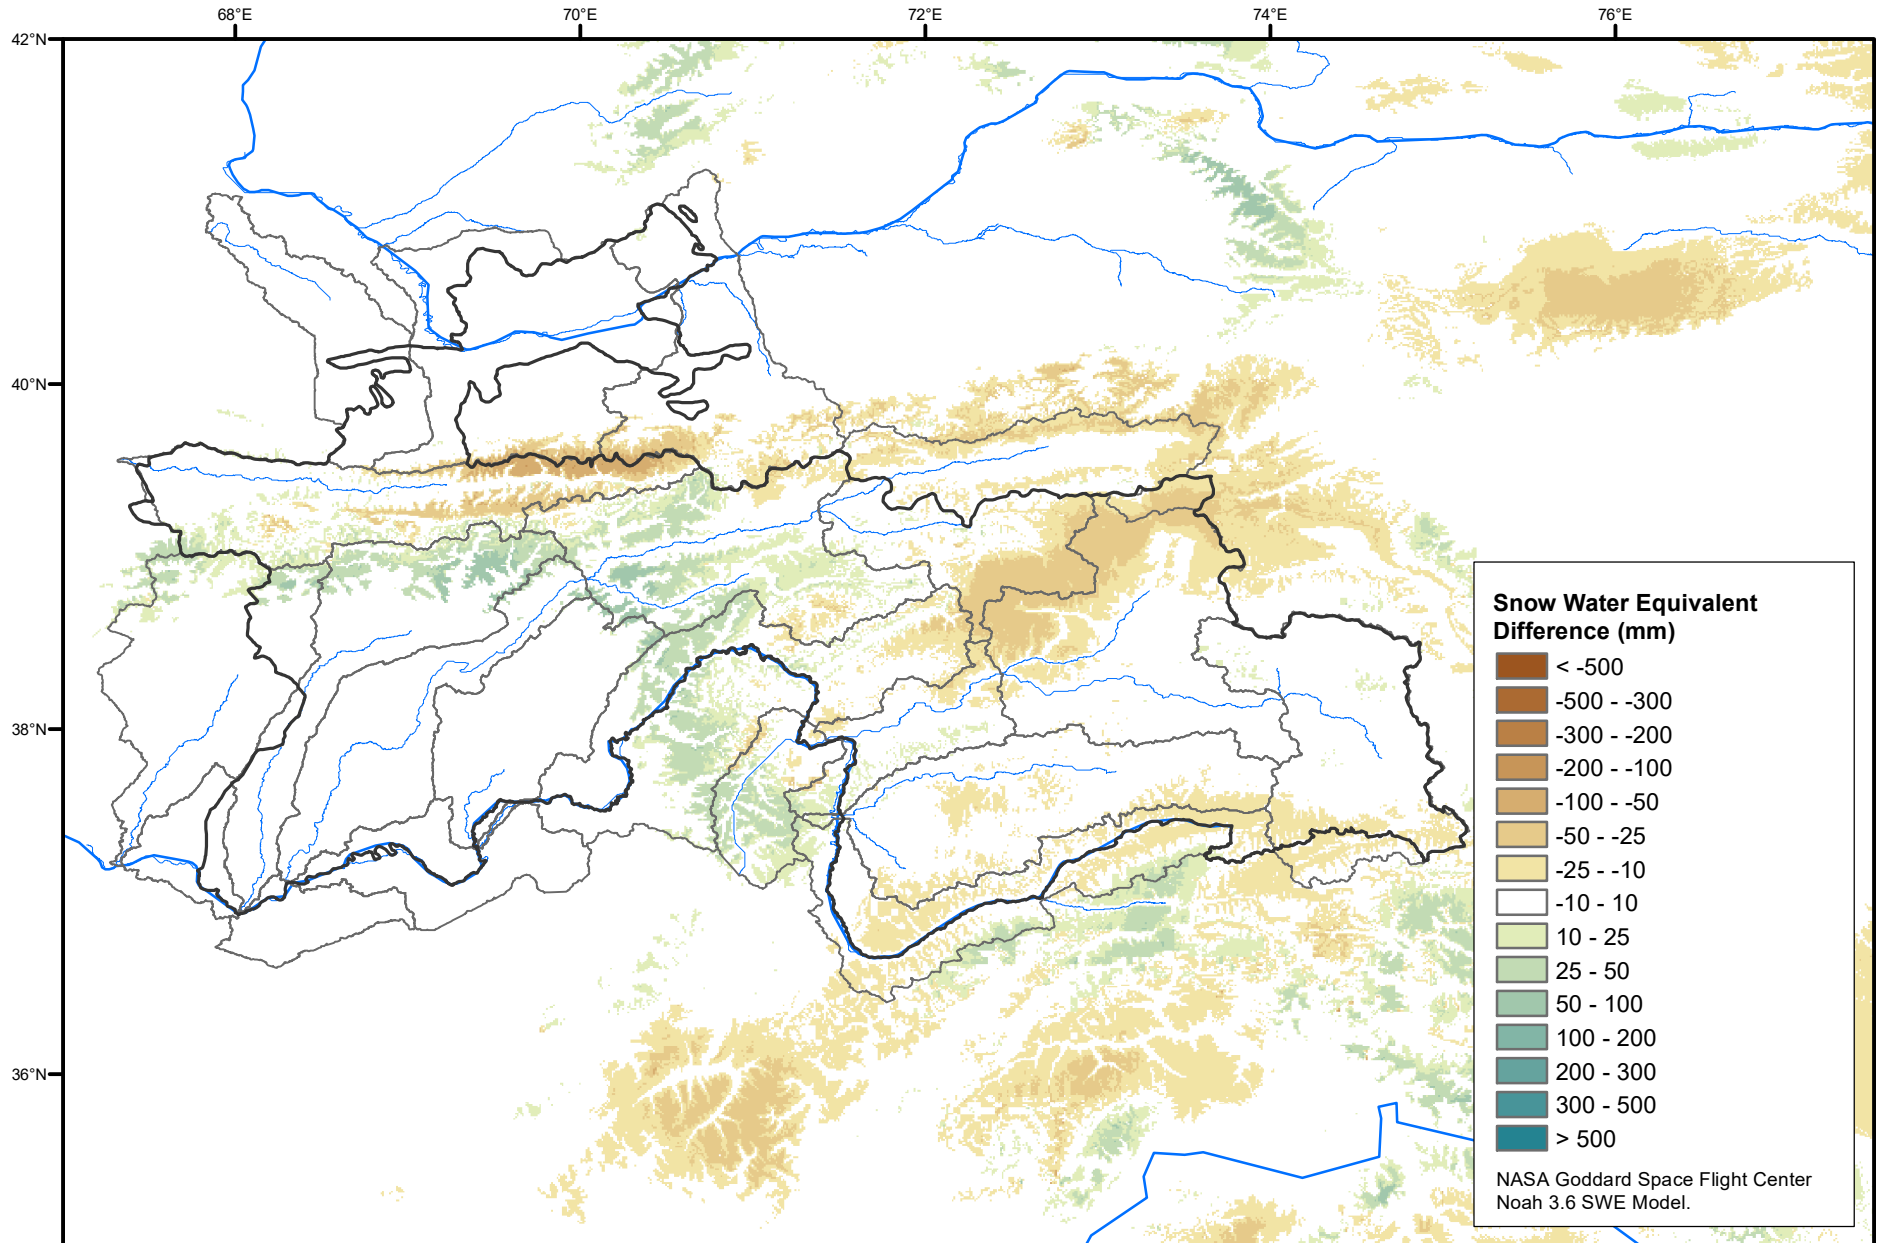 68°E 70°E 72°E 74°E 76°E
42°N
40°N
38°N
36°N
Snow Water Equivalent
Difference (mm)
< -500
-500 - -300
-300 - -200
-200 - -100
-100 - -50
-50 - -25
-25 - -10
-10 - 10
10 - 25
25 - 50
50 - 100
100 - 200
200 - 300
300 - 500
> 500
NASA Goddard Space Flight Center
Noah 3.6 SWE Model.